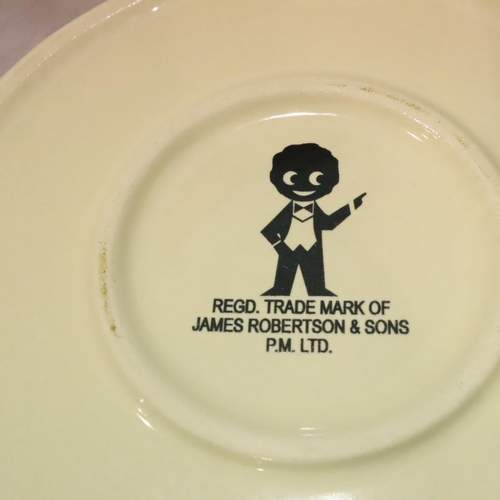 REGD. TRADE MARK OF
JAMES ROBERTSON & SONS
P.M. LTD.